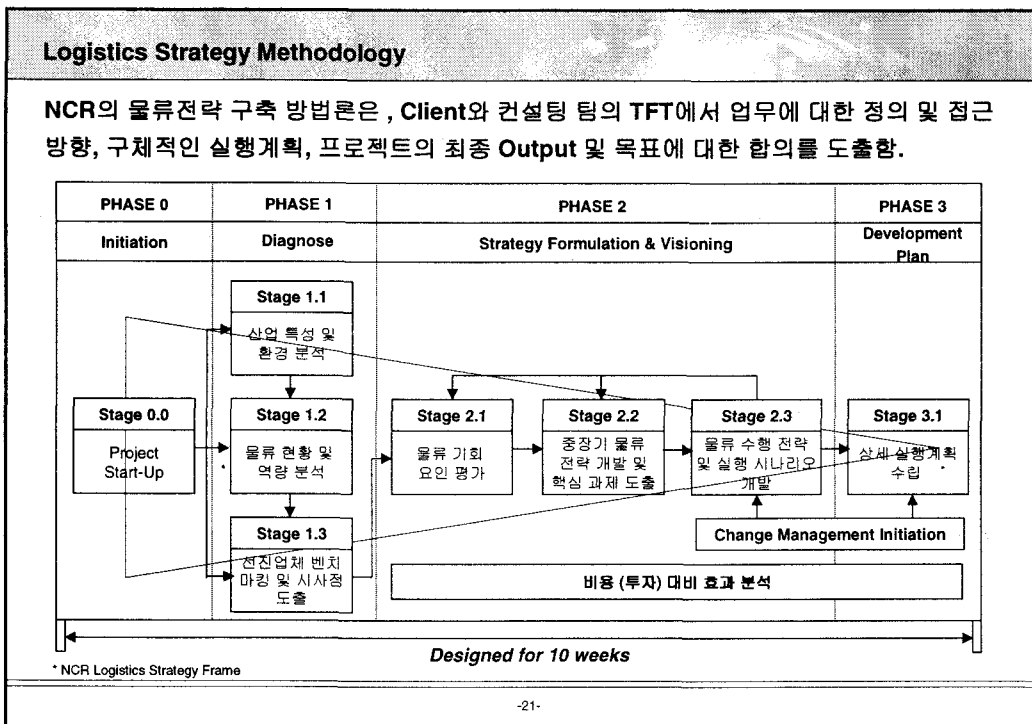 Logistics Strategy Methodology
NCR의 물류전략 구축 방법론은 , Client와 컨설팅 팀의 TFT에서 업무에 대한 정의 및 접근
방향, 구체적인 실행계획, 프로젝트의 최종 Output 및 목표에 대한 합의를 도출함.
PHASE 0
PHASE 1
PHASE 2
PHASE 3
Initiation
Diagnose
Strategy Formulation & Visioning
Development
Plan
Stage 0.0
Project
Start-Up
Stage 1.1
산업 특성 및
환경 분석
Stage 1.2
물류 현황 및
역량 분석
Stage 1.3
선진업체 벤치
마킹 및 시사정
도출
Stage 2.1
물류 기회
요인 평가
Stage 2.2
중장기 물류
전략 개발 및
핵심 과제 도출
Stage 2.3
물류 수행 전략
및 실행 시나리오
개발
Stage 3.1
상세 실행계획
수립
Change Management Initiation
비용 (투자) 대비 효과 분석
Designed for 10 weeks
* NCR Logistics Strategy Frame
-21-